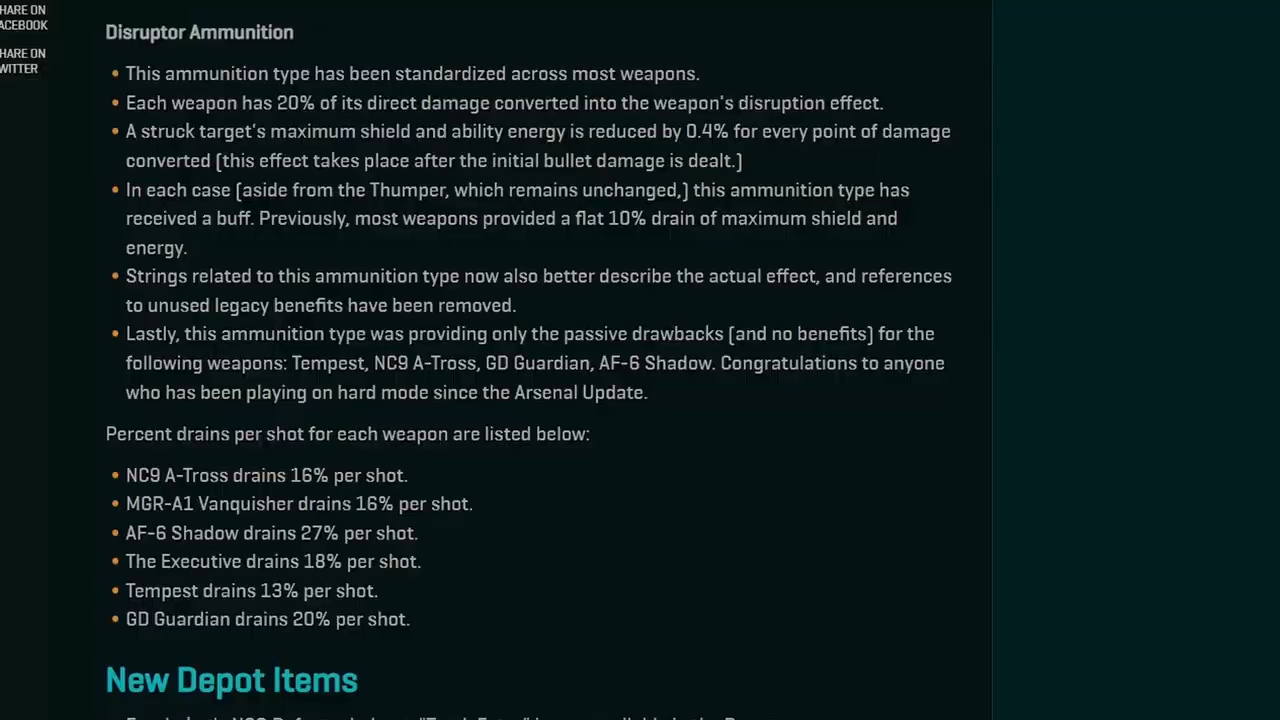 HARE ON
ACEBOOK
HARE ON
WITTER
Disruptor Ammunition
• This ammunition type has been standardized across most weapons.
• Each weapon has 20% of its direct damage converted into the weapon's disruption effect.
• A struck target's maximum shield and ability energy is reduced by 0.4% for every point of damage
converted (this effect takes place after the initial bullet damage is dealt.)
• In each case (aside from the Thumper, which remains unchanged,) this ammunition type has
received a buff. Previously, most weapons provided a flat 10% drain of maximum shield and
energy.
• Strings related to this ammunition type now also better describe the actual effect, and references
to unused legacy benefits have been removed.
• Lastly, this ammunition type was providing only the passive drawbacks (and no benefits) for the
following weapons: Tempest, NC9 A-Tross, GD Guardian, AF-6 Shadow. Congratulations to anyone
who has been playing on hard mode since the Arsenal Update.
Percent drains per shot for each weapon are listed below:
• NC9 A-Tross drains 16% per shot.
• MGR-A1 Vanquisher drains 16% per shot.
• AF-6 Shadow drains 27% per shot.
• The Executive drains 18% per shot.
• Tempest drains 13% per shot.
• GD Guardian drains 20% per shot.
New Depot Items